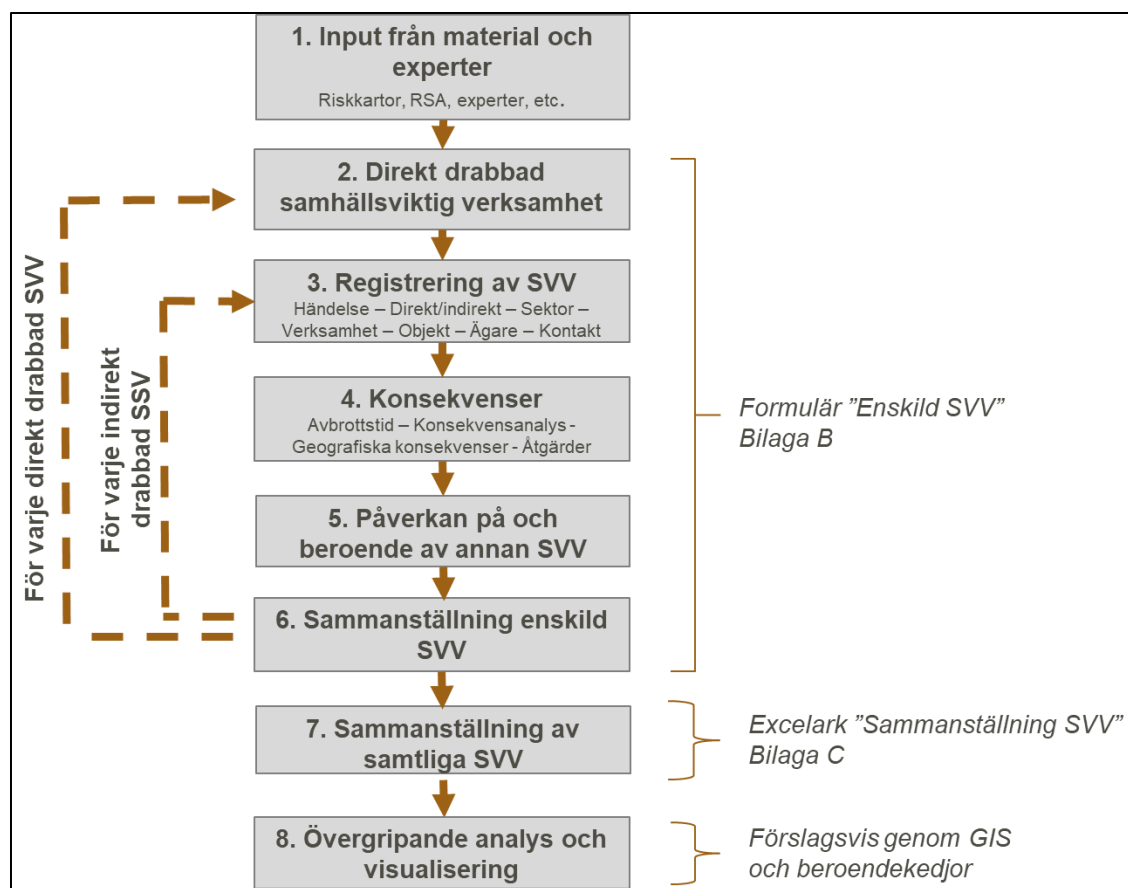 1. Input från material och
experter
Riskkartor, RSA, experter, etc.
2. Direkt drabbad
samhällsviktig verksamhet
3. Registrering av SVV
Händelse – Direkt/indirekt – Sektor –
Verksamhet – Objekt – Ägare – Kontakt
4. Konsekvenser
Avbrottstid – Konsekvensanalys -
Geografiska konsekvenser - Åtgärder
5. Påverkan på och
beroende av annan SVV
6. Sammanställning enskild
SVV
7. Sammanställning av
samtliga SVV
8. Övergripande analys och
visualisering
För varje direkt drabbad SVV
För varje indirekt
drabbad SSV
Formulär ”Enskild SVV”
Bilaga B
Excelark ”Sammanställning SVV”
Bilaga C
Förslagsvis genom GIS
och beroendekedjor